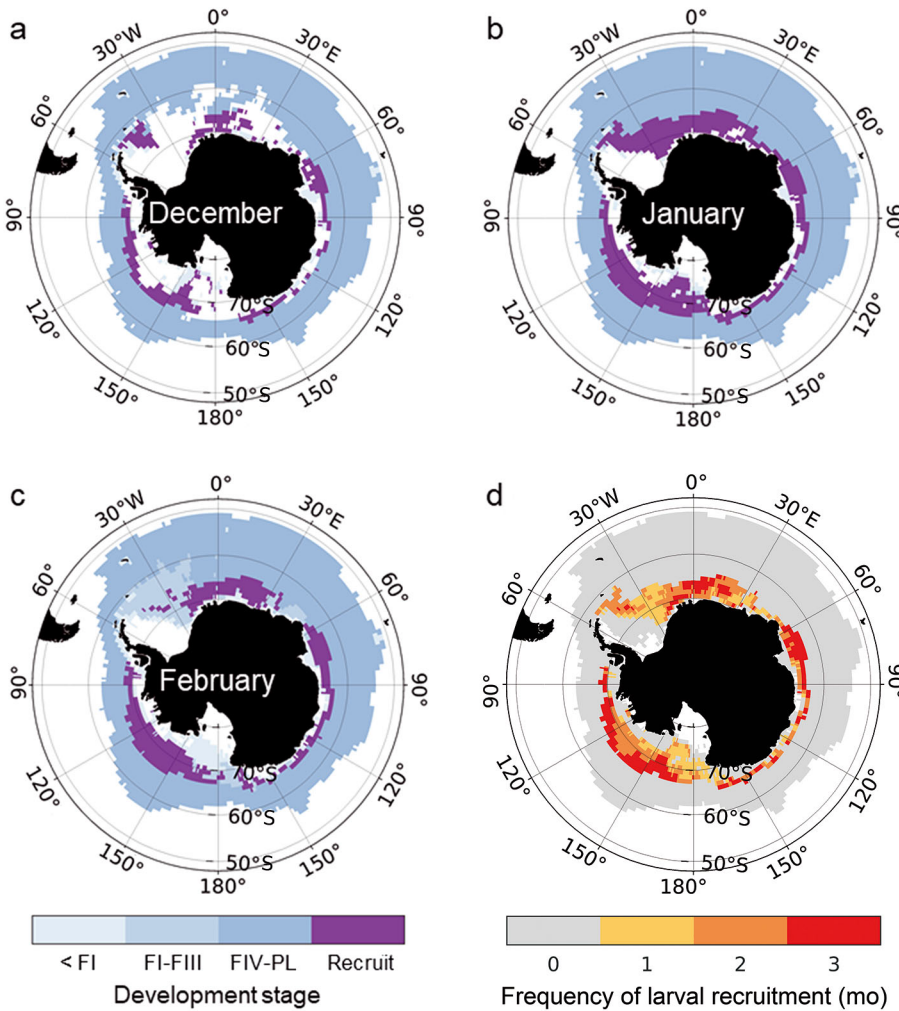 a
0°
30°W
30°E
60°
60°
90°
90°
December
120°
120°
70°S
60°S
150°
150°
50°S
180°
b
0°
30°W
30°E
60°
60°
90°
90°
January
120°
120°
70°S
60°S
150°
150°
50°S
180°
c
0°
30°W
30°E
60°
60°
90°
90°
February
120°
120°
70°S
60°S
150°
150°
50°S
180°
d
0°
30°W
30°E
60°
60°
90°
90°
120°
120°
70°S
60°S
150°
150°
50°S
180°
< FI FI-FIII FIV-PL Recruit
Development stage
0 1 2 3
Frequency of larval recruitment (mo)